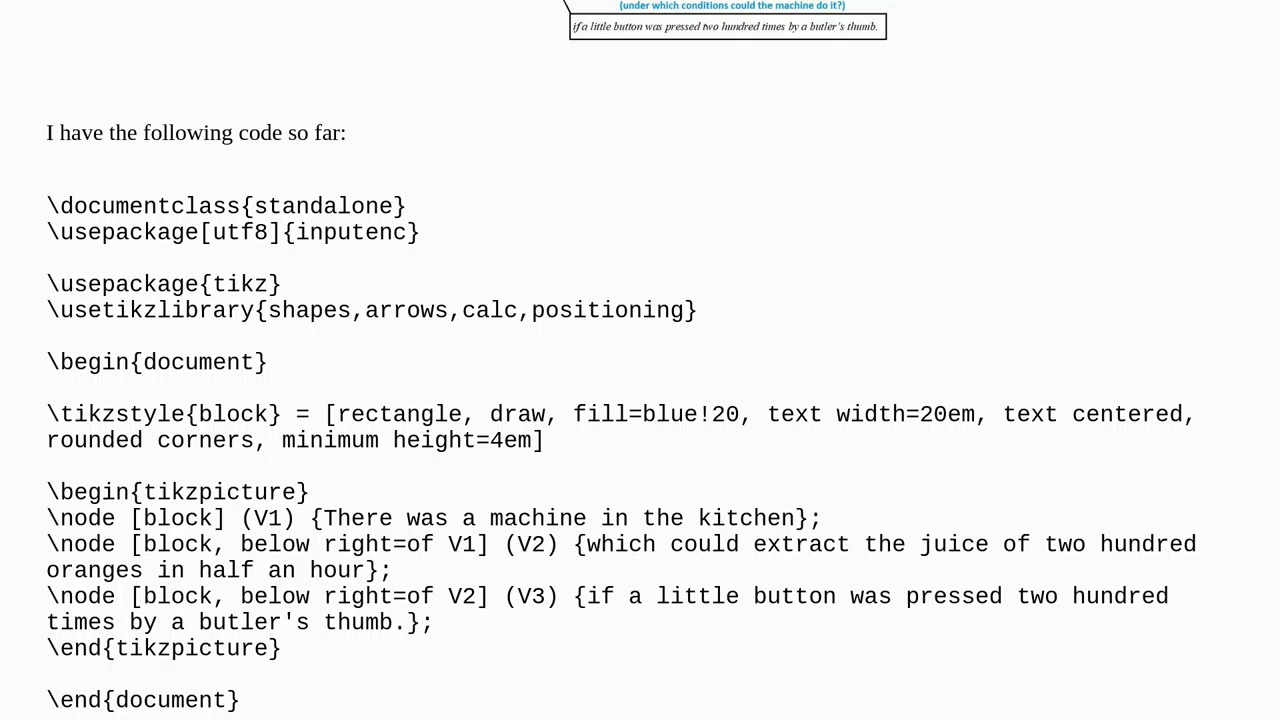 (under which conditions could the machine do it?)
if a little button was pressed two hundred times by a butler's thumb.
I have the following code so far:
\documentclass{standalone}
\usepackage[utf8]{inputenc}
\usepackage{tikz}
\usetikzlibrary{shapes,arrows,calc,positioning}
\begin{document}
\tikzstyle{block} = [rectangle, draw, fill=blue!20, text width=20em, text centered,
rounded corners, minimum height=4em]
\begin{tikzpicture}
\node [block] (V1) {There was a machine in the kitchen};
\node [block, below right=of V1] (V2) {which could extract the juice of two hundred
oranges in half an hour};
\node [block, below right=of V2] (V3) {if a little button was pressed two hundred
times by a butler's thumb.};
\end{tikzpicture}
\end{document}